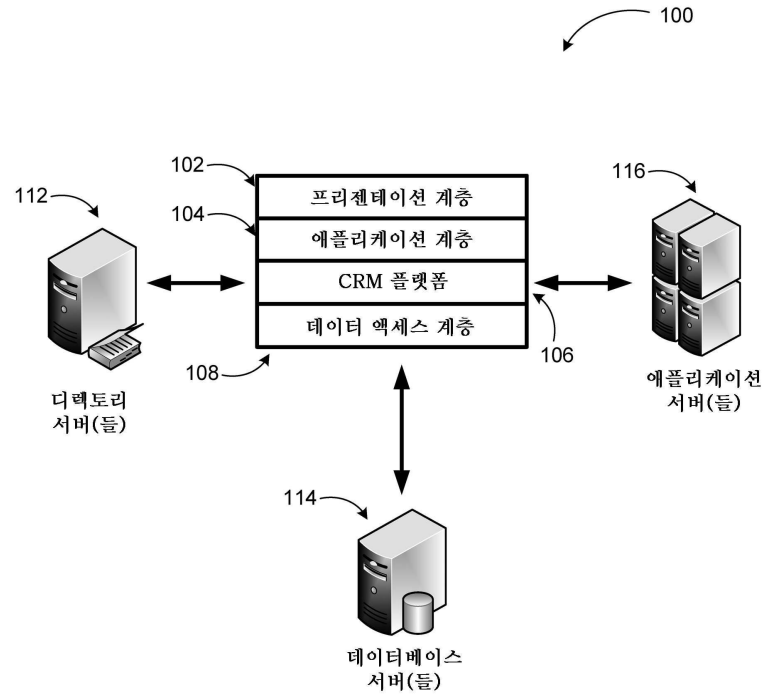 100
102
프리젠테이션 계층
116
112
104
애플리케이션 계층
CRM 플랫폼
데이터 액세스 계층
106
108
애플리케이션
서버(들)
디렉토리
서버(들)
114
데이터베이스
서버(들)